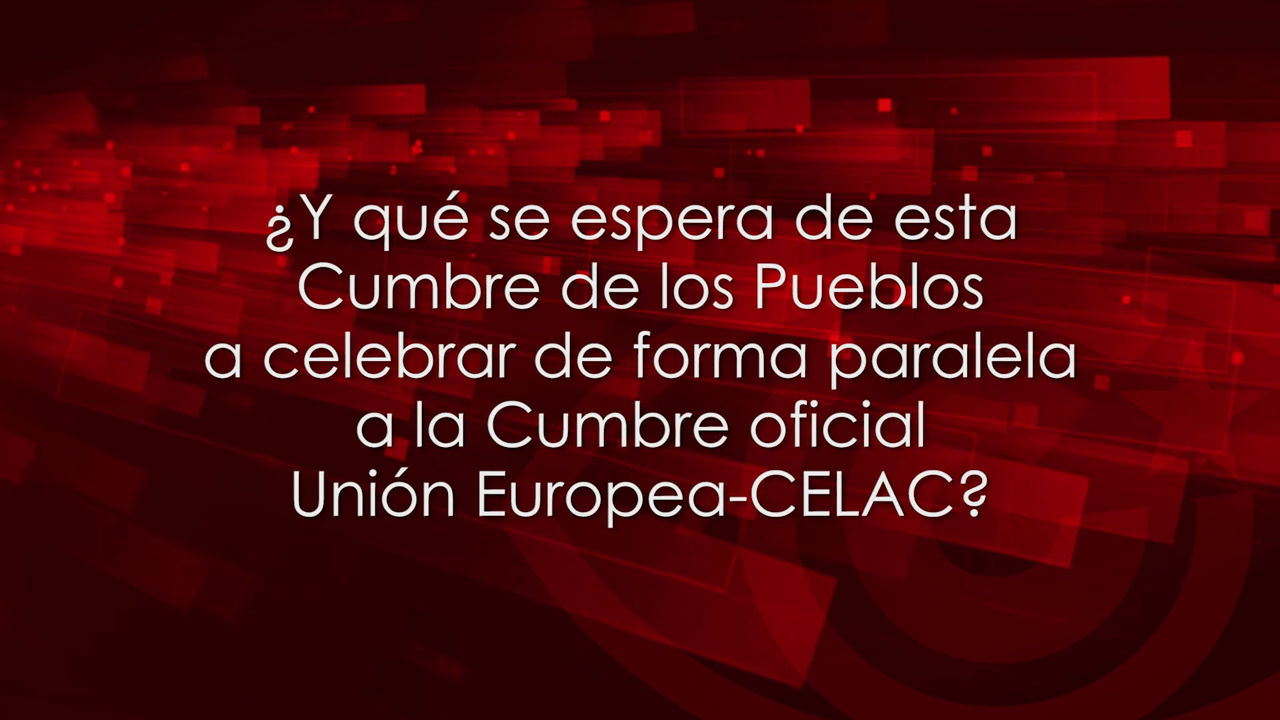 ¿Y qué se espera de esta
Cumbre de los Pueblos
a celebrar de forma paralela
a la Cumbre oficial
Unión Europea-CELAC?